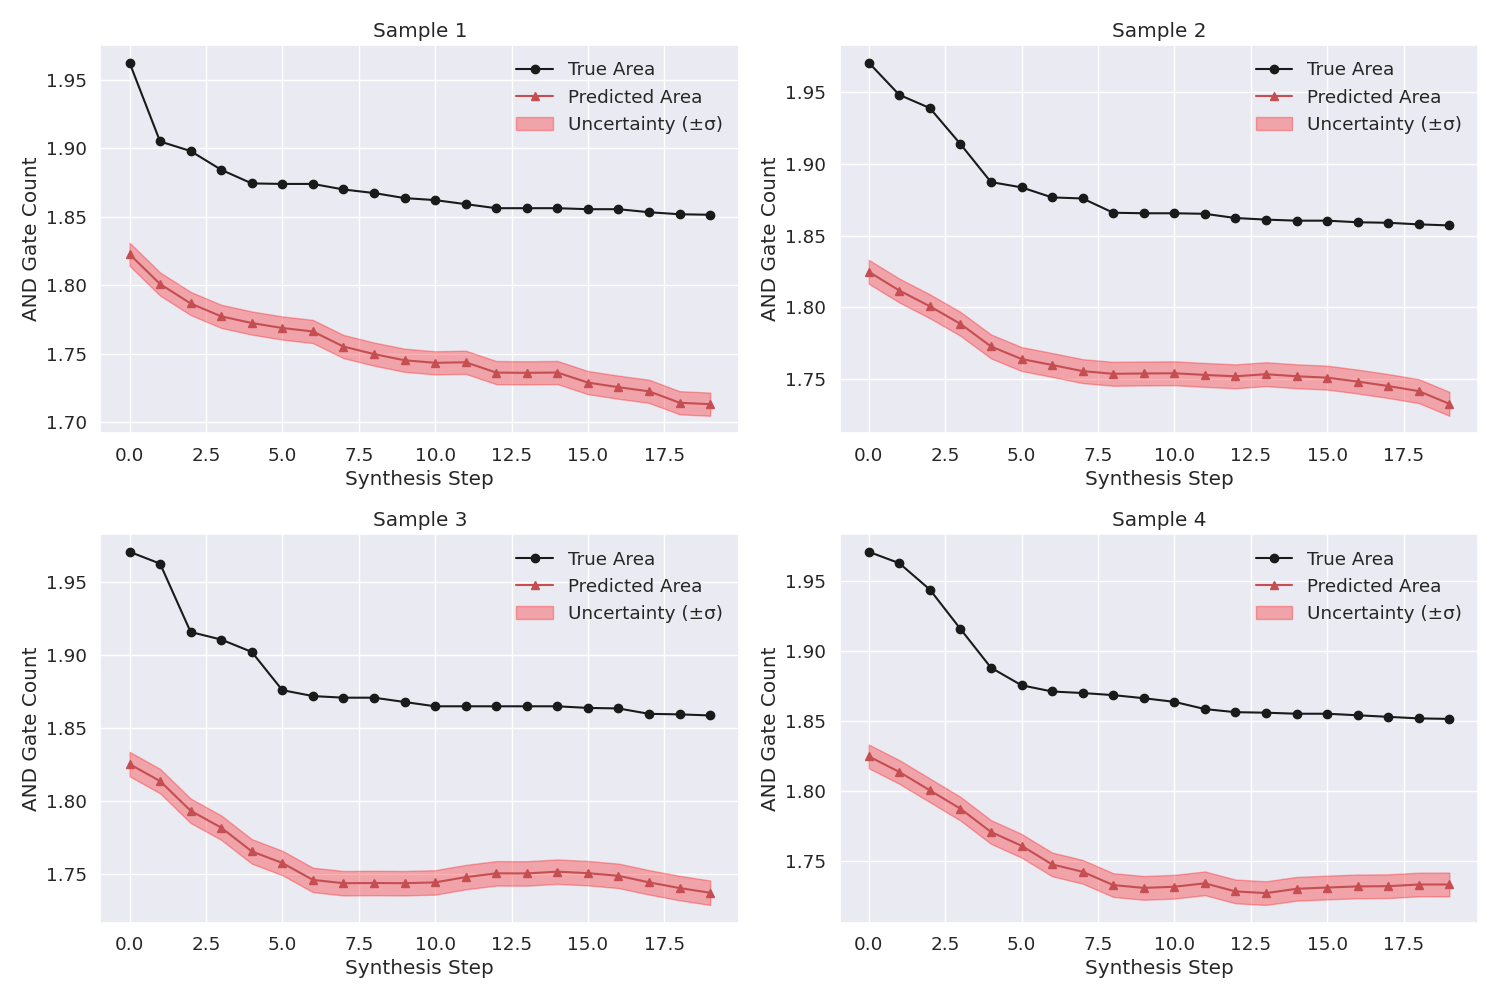 Sample 1
AND Gate Count
1.95
1.90
1.85
1.80
1.75
1.70
True Area
Predicted Area
Uncertainty (±σ)
0.0 2.5 5.0 7.5 10.0 12.5 15.0 17.5
Synthesis Step
Sample 2
AND Gate Count
1.95
1.90
1.85
1.80
1.75
True Area
Predicted Area
Uncertainty (±σ)
0.0 2.5 5.0 7.5 10.0 12.5 15.0 17.5
Synthesis Step
Sample 3
AND Gate Count
1.95
1.90
1.85
1.80
1.75
True Area
Predicted Area
Uncertainty (±σ)
0.0 2.5 5.0 7.5 10.0 12.5 15.0 17.5
Synthesis Step
Sample 4
AND Gate Count
1.95
1.90
1.85
1.80
1.75
True Area
Predicted Area
Uncertainty (±σ)
0.0 2.5 5.0 7.5 10.0 12.5 15.0 17.5
Synthesis Step